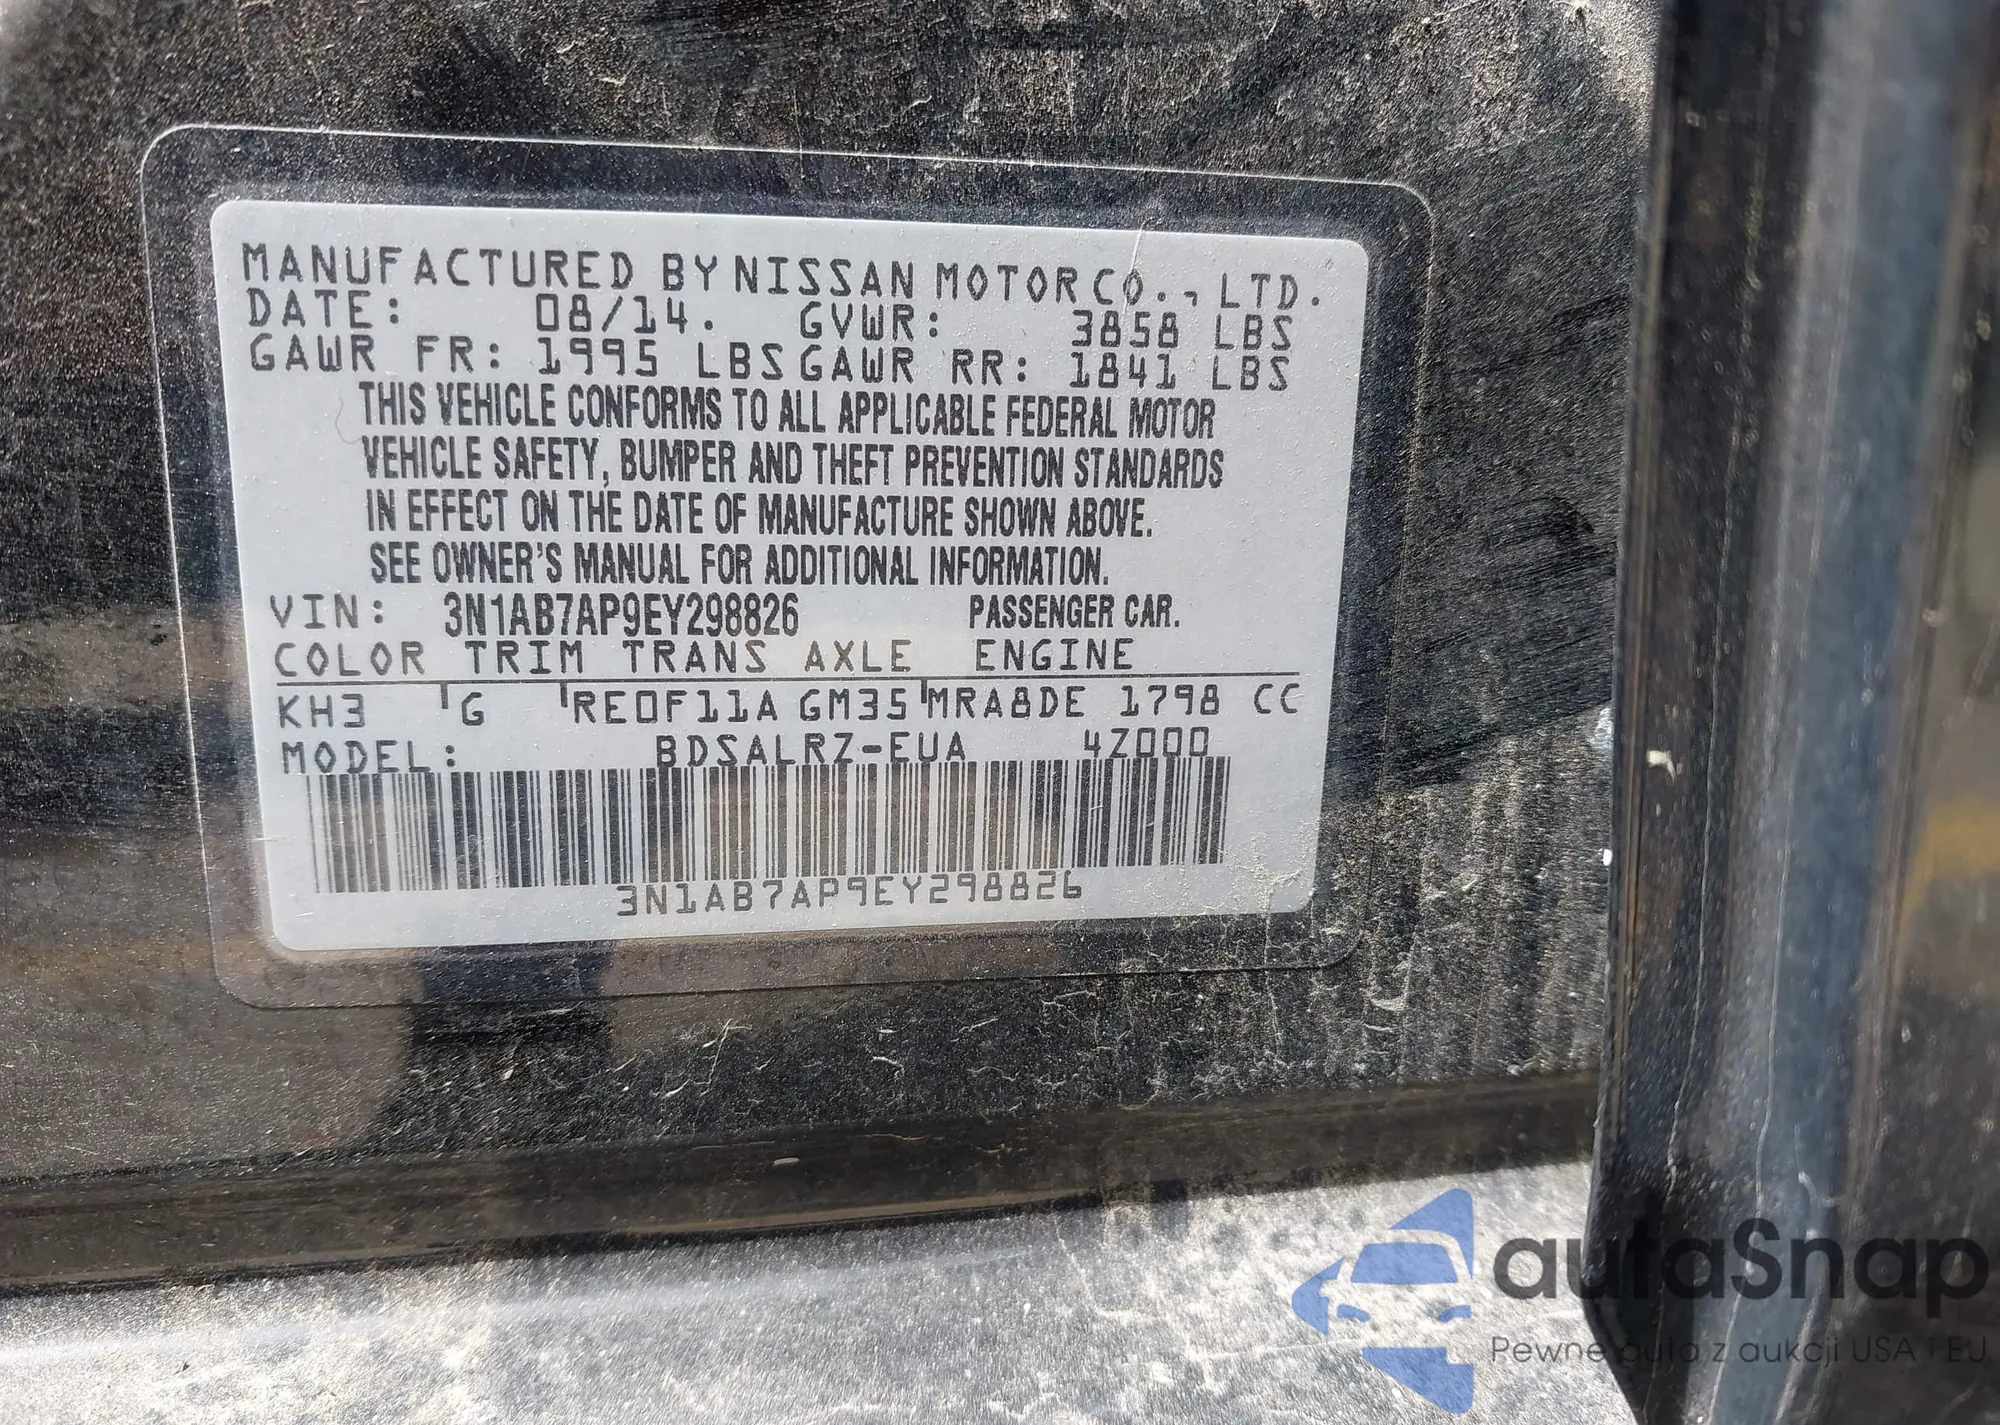 MANUFACTURED BY NISSAN MOTOR CO., LTD.
DATE: 08/14. GVWR: 3858 LBS
GAWR FR: 1995 LBS GAWR RR: 1841 LBS
THIS VEHICLE CONFORMS TO ALL APPLICABLE FEDERAL MOTOR
VEHICLE SAFETY, BUMPER AND THEFT PREVENTION STANDARDS
IN EFFECT ON THE DATE OF MANUFACTURE SHOWN ABOVE.
SEE OWNER'S MANUAL FOR ADDITIONAL INFORMATION.
VIN: 3N1AB7AP9EY298826 PASSENGER CAR.
COLOR TRIM TRANS AXLE ENGINE
KH3 G RE0F11A GM35 MRA8DE 1798 CC
MODEL: BDSALRZ-EUA 4Z000
3N1AB7AP9EY298826
autaSnap
Pewne auta z aukcji USA i EU